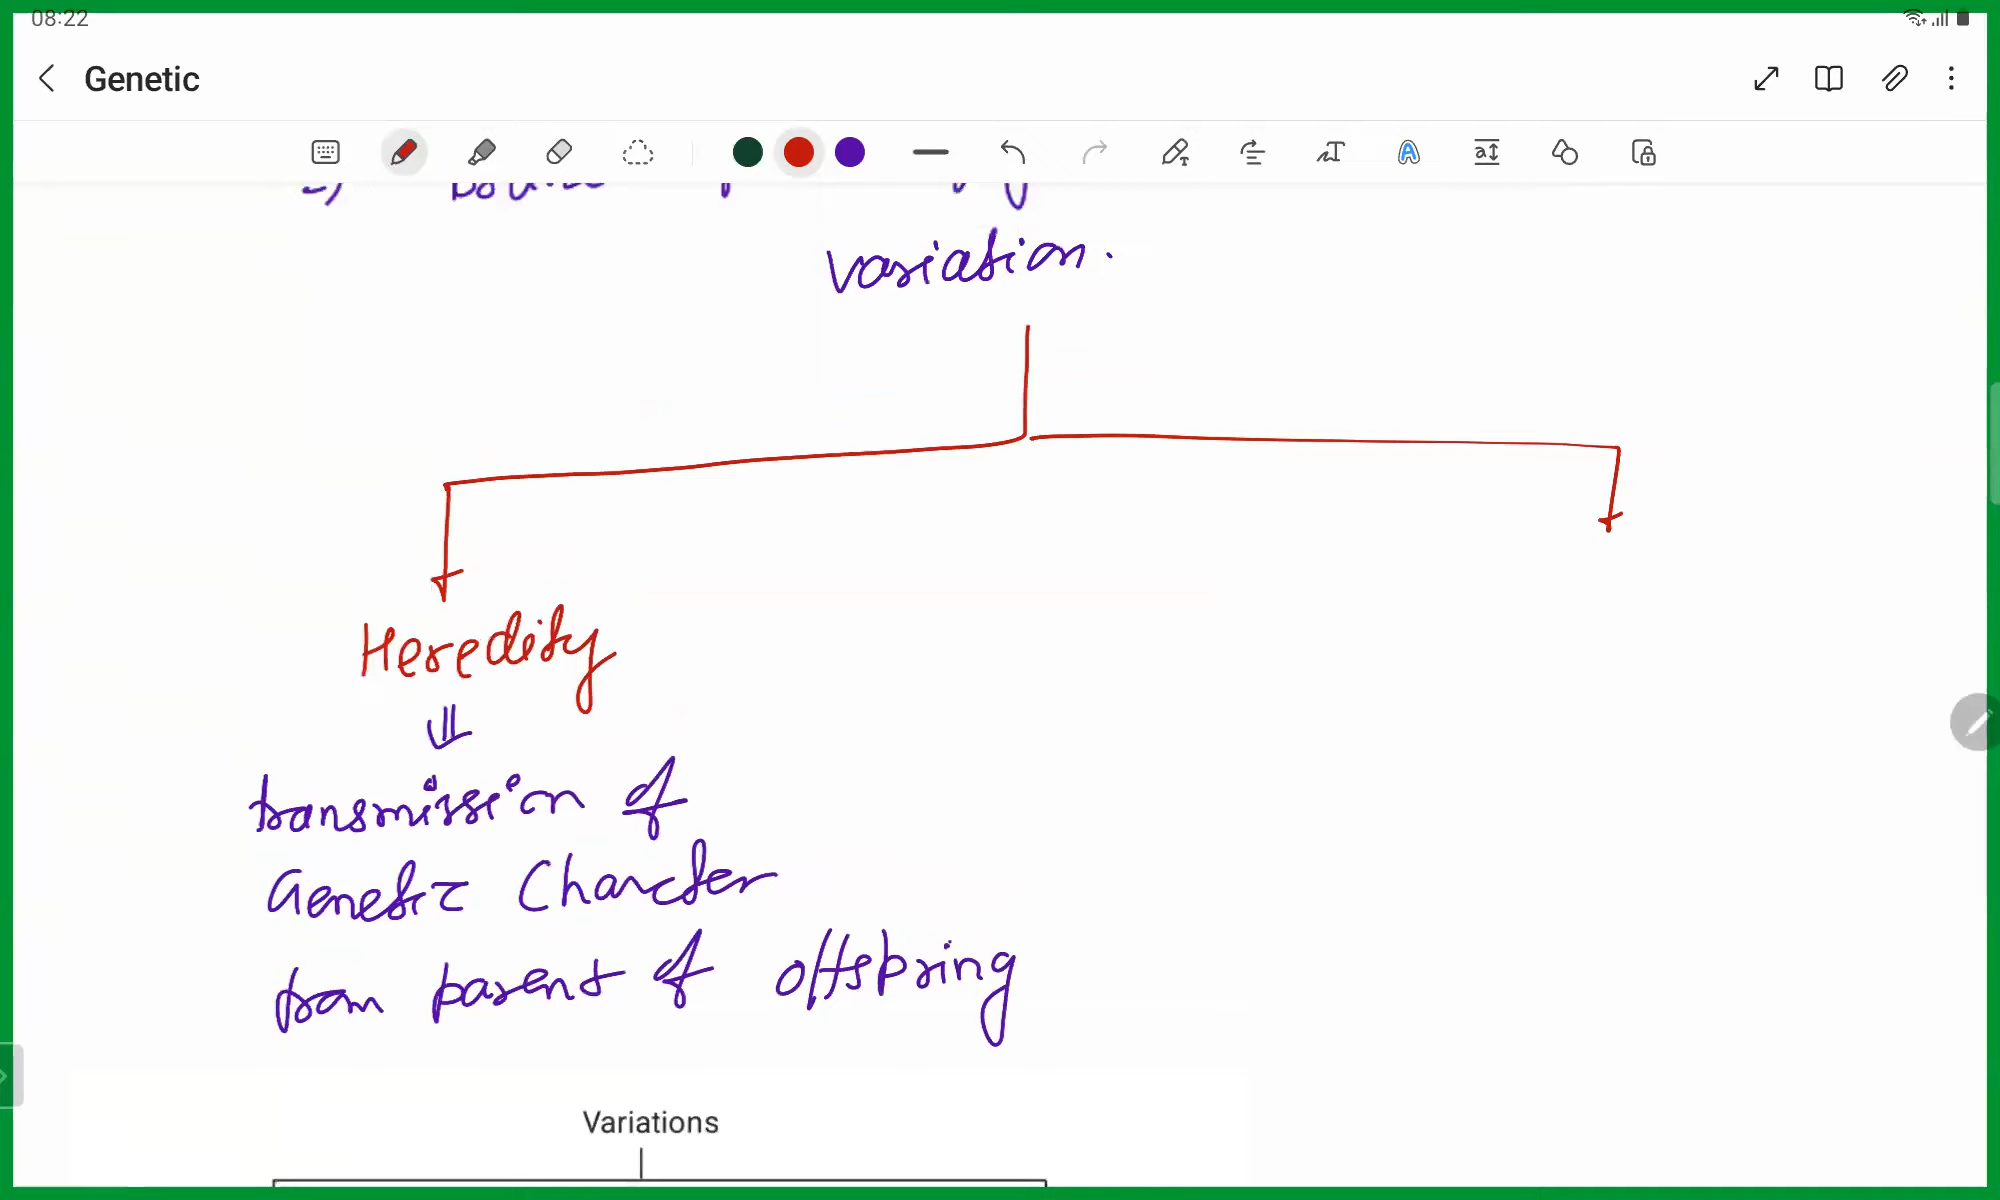 08:22
Genetic
variation.
Heredity
transmission of
Genetic Charcter
from parent of offspring
Variations